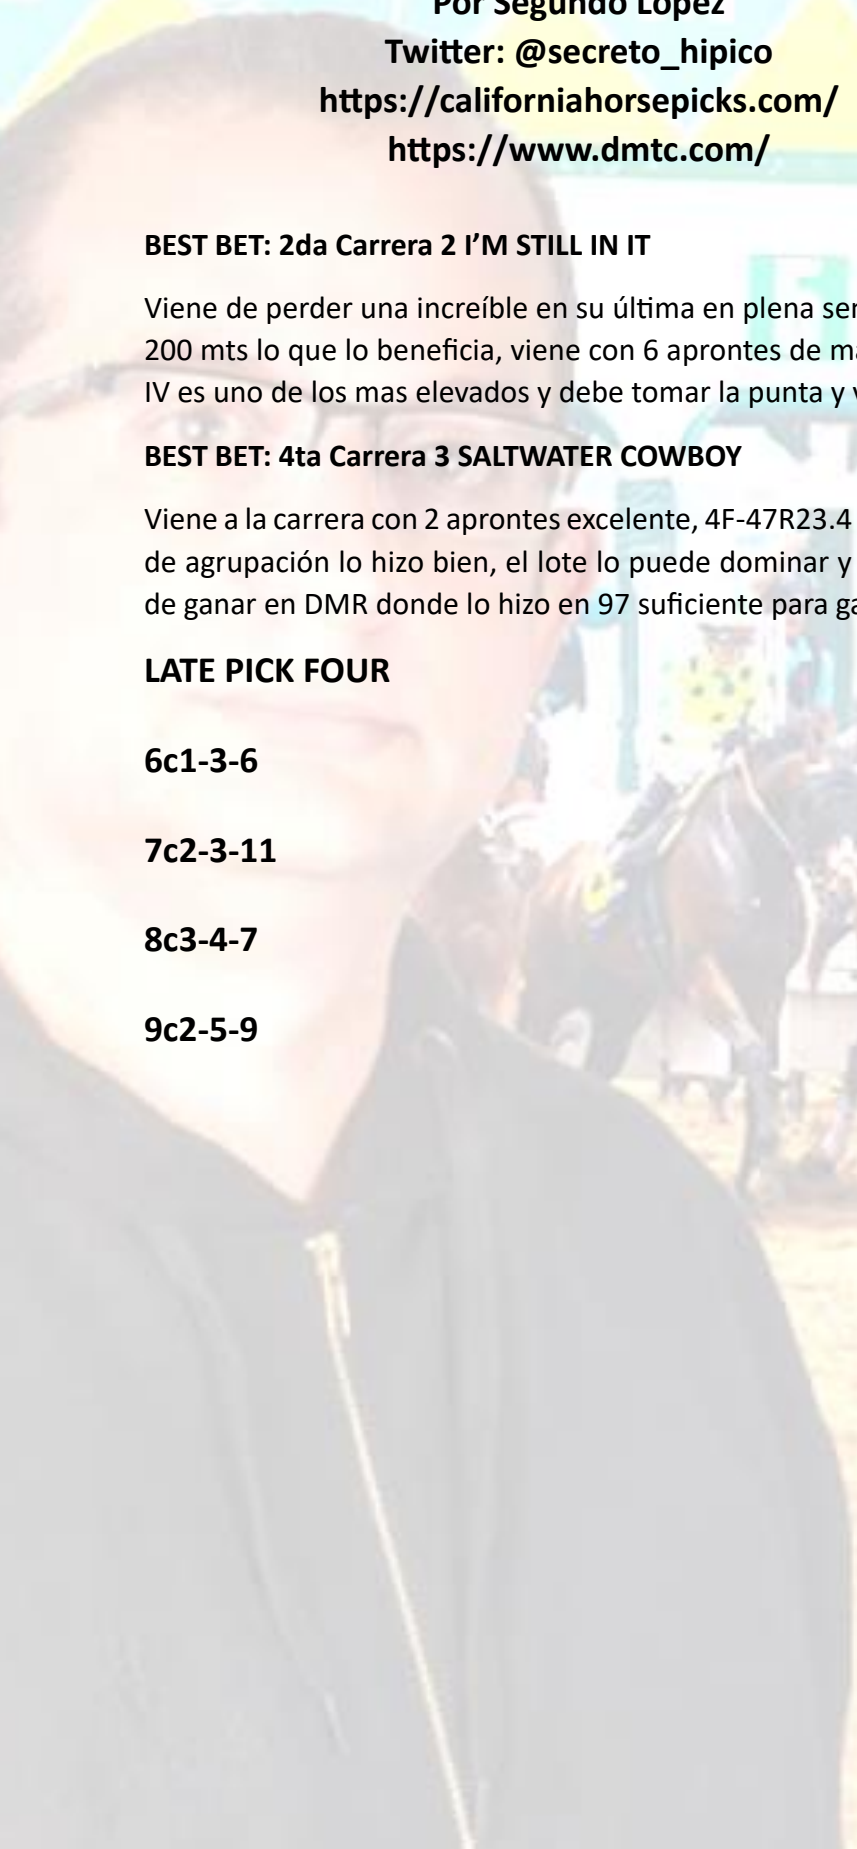 Por Segundo López
Twitter: @secreto_hipico
https://californiahorsepicks.com/
https://www.dmtc.com/
BEST BET: 2da Carrera 2 I’M STILL IN IT
Viene de perder una increíble en su última en plena
200 mts lo que lo beneficia, viene con 6 aprontes de
IV es uno de los mas elevados y debe tomar la punta y
BEST BET: 4ta Carrera 3 SALTWATER COWBOY
Viene a la carrera con 2 aprontes excelente, 4F-47R23.4
de agrupación lo hizo bien, el lote lo puede dominar y
de ganar en DMR donde lo hizo en 97 suficiente para
LATE PICK FOUR
6c1-3-6
7c2-3-11
8c3-4-7
9c2-5-9